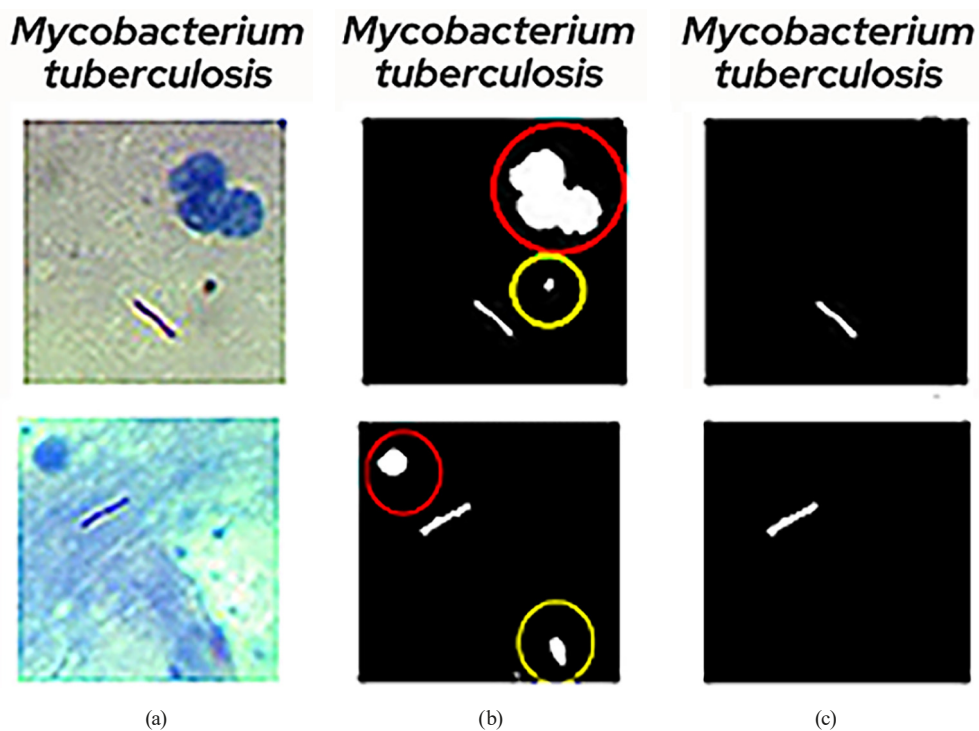 Mycobacterium
tuberculosis
Mycobacterium
tuberculosis
Mycobacterium
tuberculosis
(a)
(b)
(c)